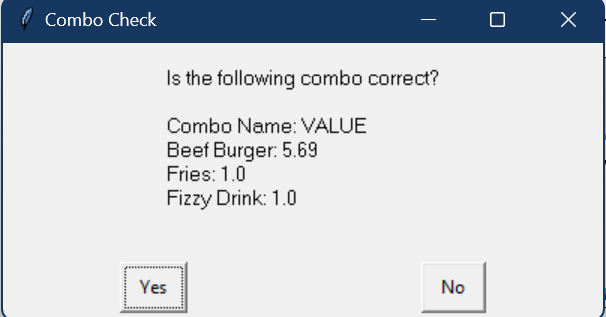 Combo Check
Is the following combo correct?
Combo Name: VALUE
Beef Burger: 5.69
Fries: 1.0
Fizzy Drink: 1.0
Yes
No